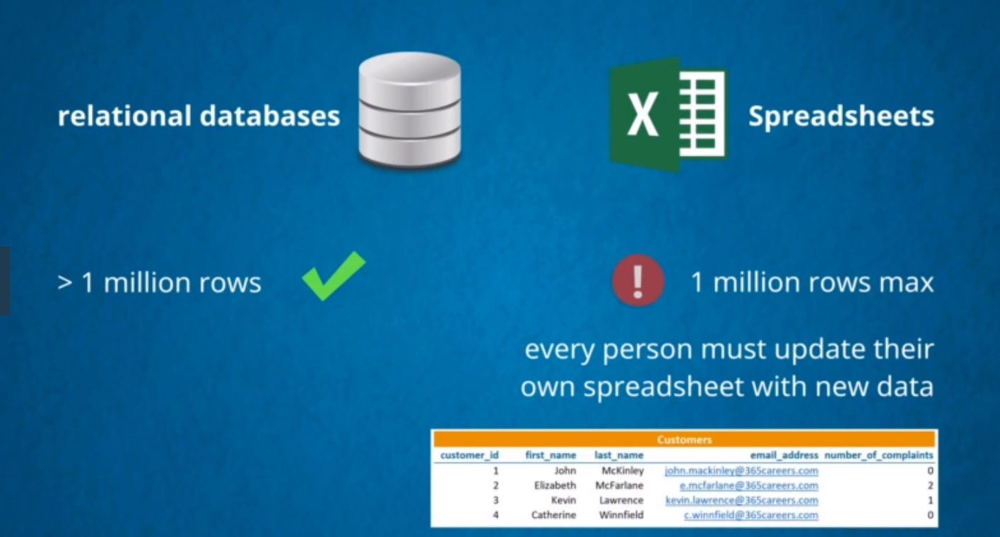 relational databases
X
Spreadsheets
> 1 million rows
! 1 million rows max
every person must update their
own spreadsheet with new data
Customers
customer_id first_name last_name email_address number_of_complaints
1 John McKinley john.mackinley@365careers.com 0
2 Elizabeth McFarlane e.mcfarlane@365careers.com 2
3 Kevin Lawrence kevin.lawrence@365careers.com 1
4 Catherine Winnfield c.winnfield@365careers.com 0